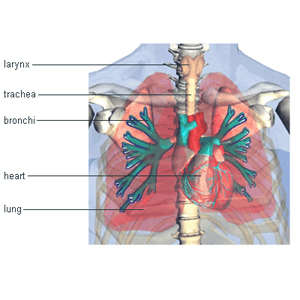 larynx
trachea
bronchi
heart
lung